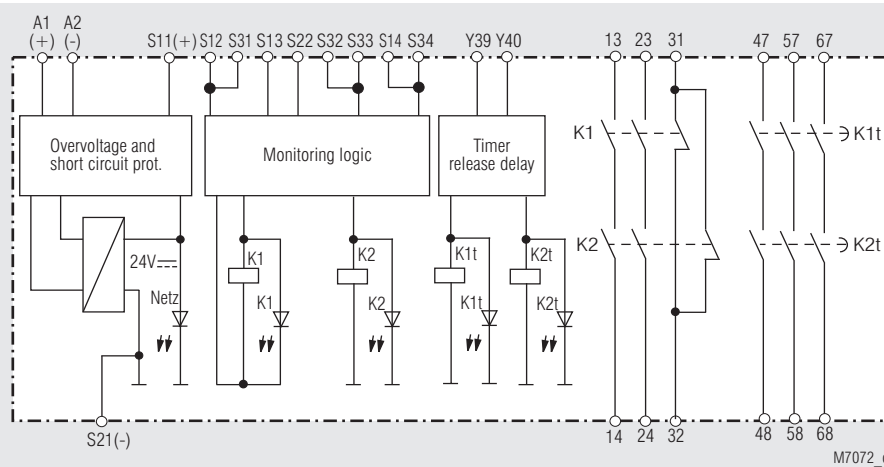 A1 A2
(+) (-)
S11(+) S12 S31 S13 S22 S32 S33 S14 S34 Y39 Y40 13 23 31 47 57 67
Overvoltage and
short circuit prot.
Monitoring logic
Timer
release delay
K1
K1t
K2
K2t
24V
Netz
K1
K1
K2
K2
K1t
K1t
K2t
K2t
S21(-)
14 24 32 48 58 68